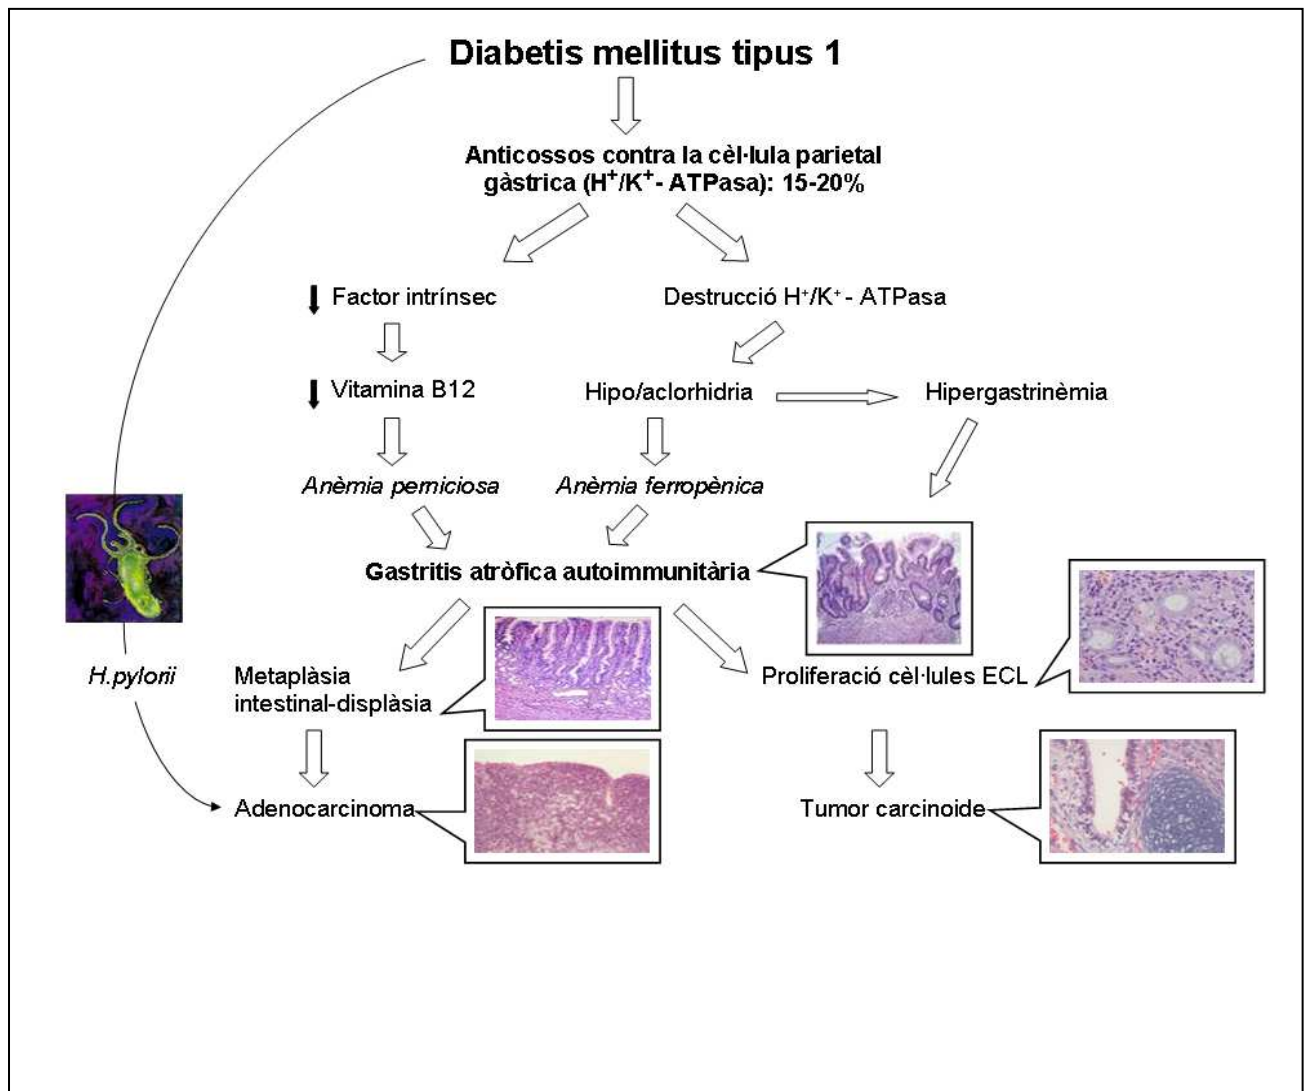 Diabetis mellitus tipus 1
Anticossos contra la cèl·lula parietal
gàstrica (H⁺/K⁺- ATPasa): 15-20%
Factor intrínsec
Destrucció H⁺/K⁺ - ATPasa
Vitamina B12
Hipo/aclorhidria
Hipergastrinèmia
Anèmia perniciosa
Anèmia ferropènica
Gastritis atròfica autoimmunitària
H.pylorii
Metaplàsia
intestinal-displàsia
Proliferació cèl·lules ECL
Adenocarcinoma
Tumor carcinoide